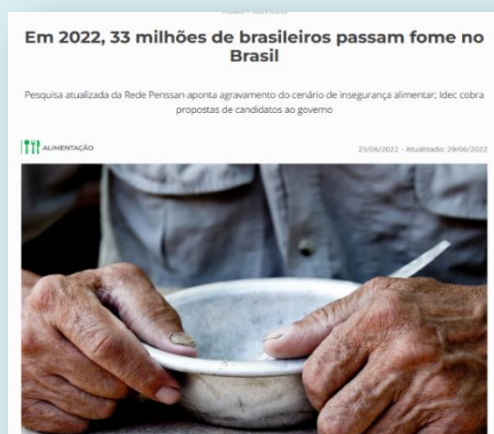 Em 2022, 33 milhões de brasileiros passam fome no
Brasil
Pesquisa atualizada da Rede Penssan aponta agravamento do cenário de insegurança alimentar; Idec cobra
propostas de candidatos ao governo
ALIMENTAÇÃO
23/06/2022 - Atualizado: 29/06/2022